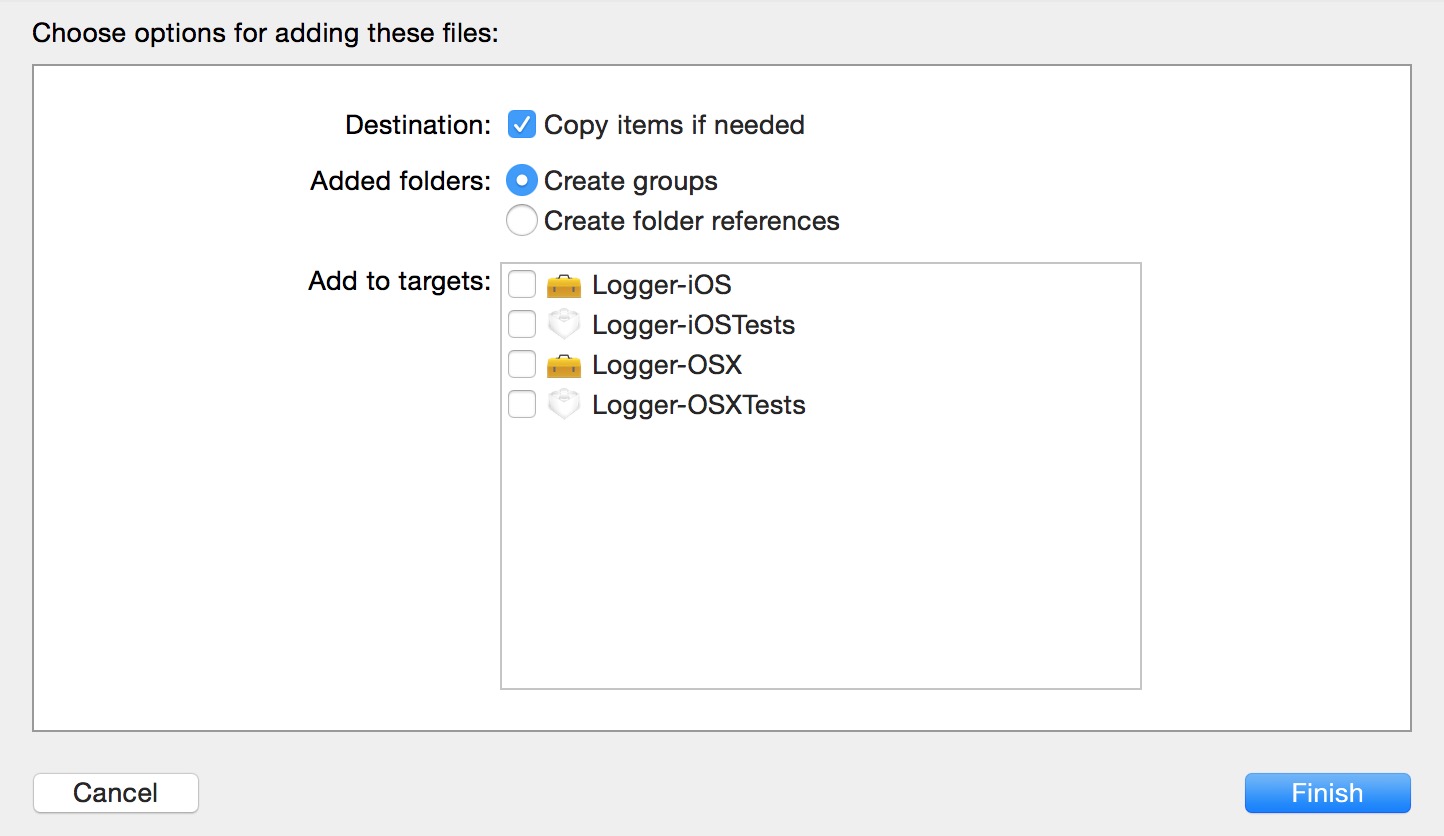 Choose options for adding these files:
Destination: Copy items if needed
Added folders: Create groups
Create folder references
Add to targets: Logger-iOS
Logger-iOSTests
Logger-OSX
Logger-OSXTests
Cancel Finish